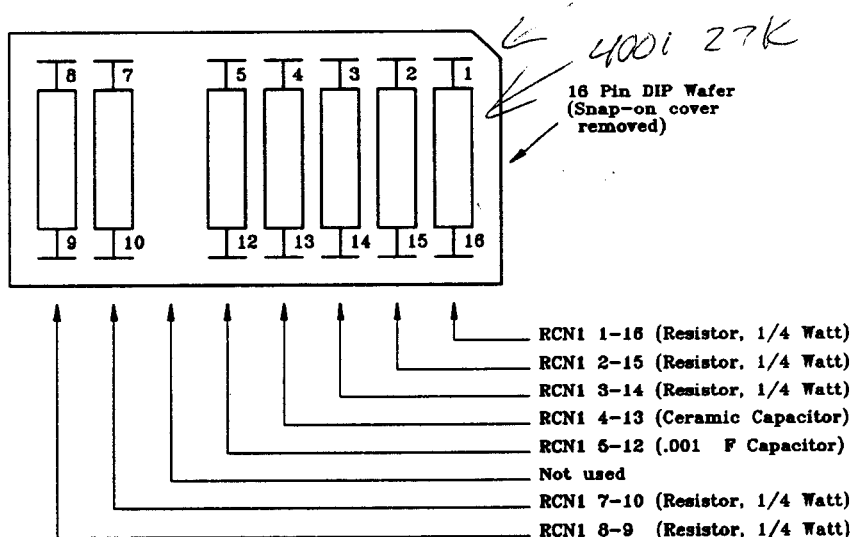 4001 27K
16 Pin DIP Wafer
(Snap-on cover
removed)
8 7 5 4 3 2 1
9 10 12 13 14 15 16
RCN1 1-16 (Resistor, 1/4 Watt)
RCN1 2-15 (Resistor, 1/4 Watt)
RCN1 3-14 (Resistor, 1/4 Watt)
RCN1 4-13 (Ceramic Capacitor)
RCN1 5-12 (.001 F Capacitor)
Not used
RCN1 7-10 (Resistor, 1/4 Watt)
RCN1 8-9 (Resistor, 1/4 Watt)